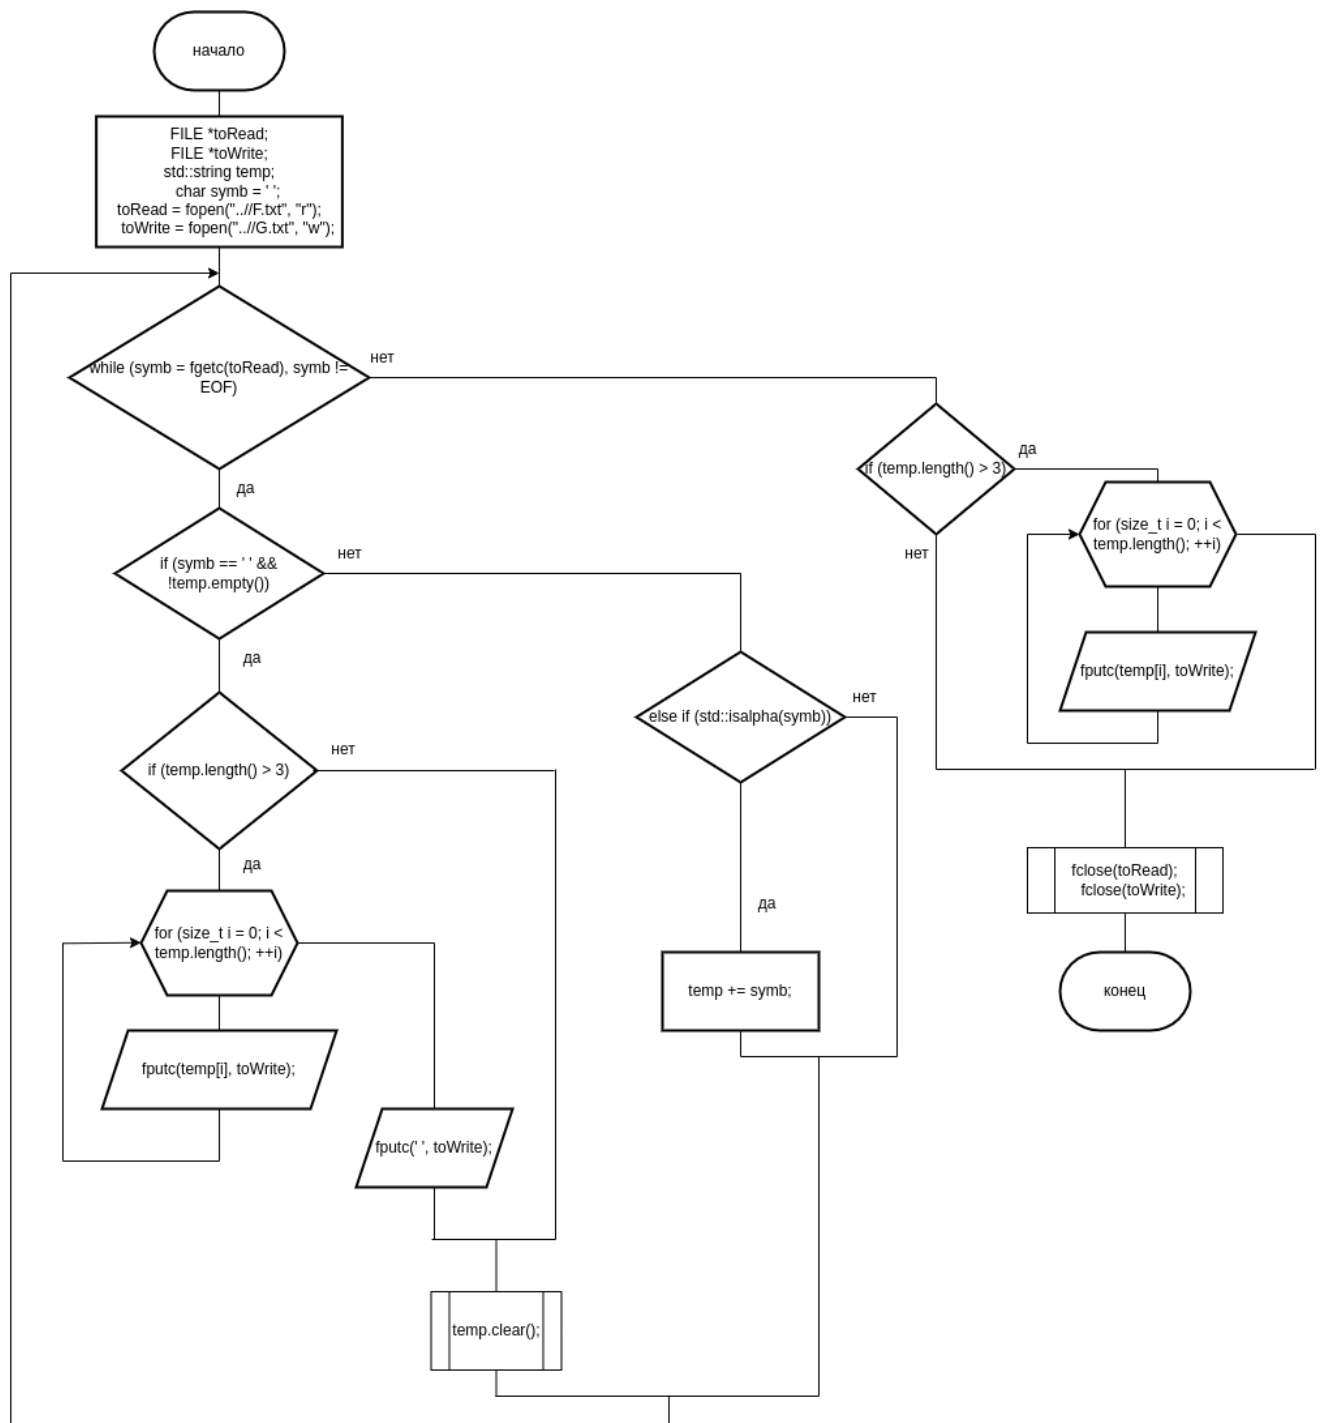 начало
FILE *toRead;
FILE *toWrite;
std::string temp;
char symb = ' ';
toRead = fopen("..//F.txt", "r");
toWrite = fopen("..//G.txt", "w");
while (symb = fgetc(toRead), symb !=
EOF)
нет
да
if (temp.length() > 3)
да
нет
for (size_t i = 0; i <
temp.length(); ++i)
fputc(temp[i], toWrite);
if (symb == ' ' &&
!temp.empty())
нет
да
else if (std::isalpha(symb))
нет
да
temp += symb;
if (temp.length() > 3)
нет
да
for (size_t i = 0; i <
temp.length(); ++i)
fputc(temp[i], toWrite);
fputc(' ', toWrite);
temp.clear();
fclose(toRead);
fclose(toWrite);
конец